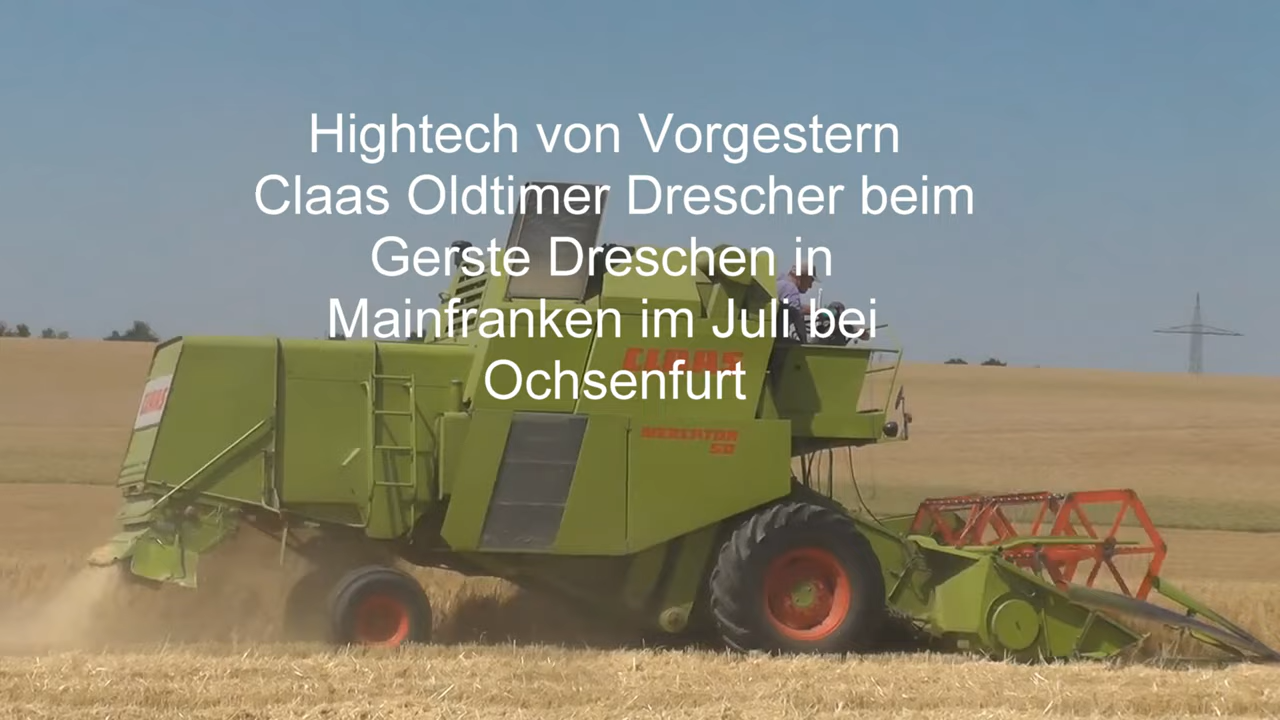 Hightech von Vorgestern
Claas Oldtimer Drescher beim
Gerste Dreschen in
Mainfranken im Juli bei
Ochsenfurt
CLAAS
CLAAS
MERCATOR
50